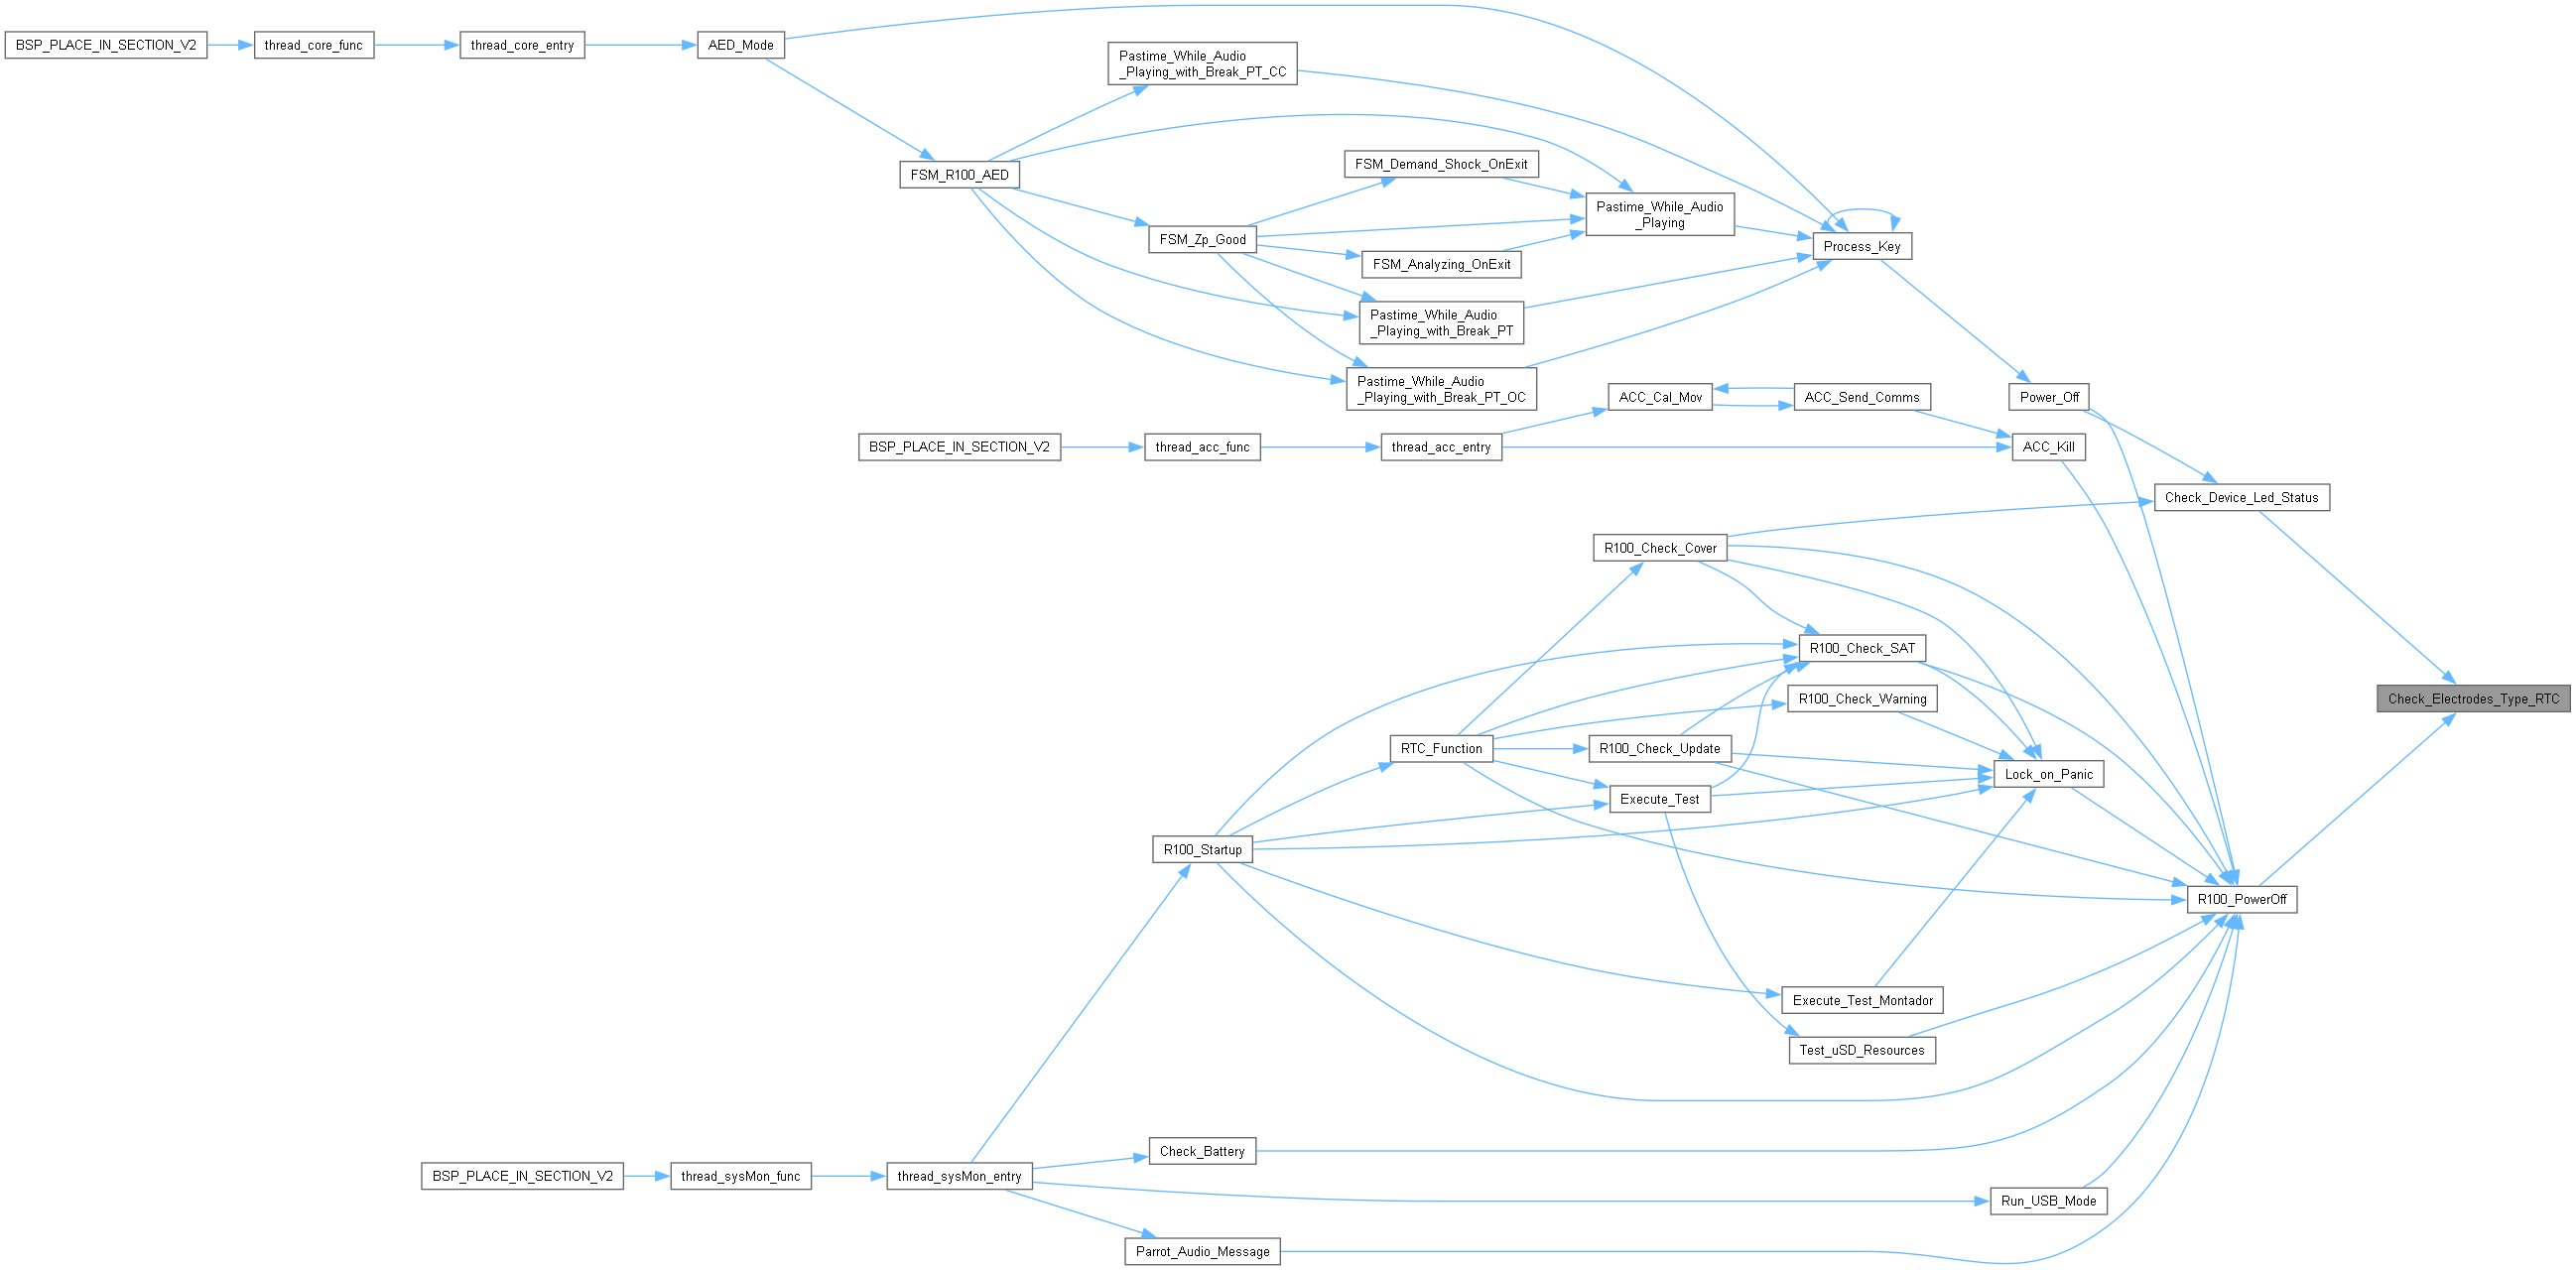 BSP_PLACE_IN_SECTION_V2
thread_core_func
thread_core_entry
AED_Mode
Pastime_While_Audio
_Playing_with_Break_PT_CC
FSM_R100_AED
FSM_Demand_Shock_OnExit
Pastime_While_Audio
_Playing
FSM_Zp_Good
Process_Key
FSM_Analyzing_OnExit
Pastime_While_Audio
_Playing_with_Break_PT
Pastime_While_Audio
_Playing_with_Break_PT_OC
ACC_Cal_Mov
ACC_Send_Comms
Power_Off
BSP_PLACE_IN_SECTION_V2
thread_acc_func
thread_acc_entry
ACC_Kill
Check_Device_Led_Status
R100_Check_Cover
R100_Check_SAT
R100_Check_Warning
Check_Electrodes_Type_RTC
RTC_Function
R100_Check_Update
Lock_on_Panic
Execute_Test
R100_Startup
R100_PowerOff
Execute_Test_Montador
Test_uSD_Resources
Check_Battery
BSP_PLACE_IN_SECTION_V2
thread_sysMon_func
thread_sysMon_entry
Run_USB_Mode
Parrot_Audio_Message